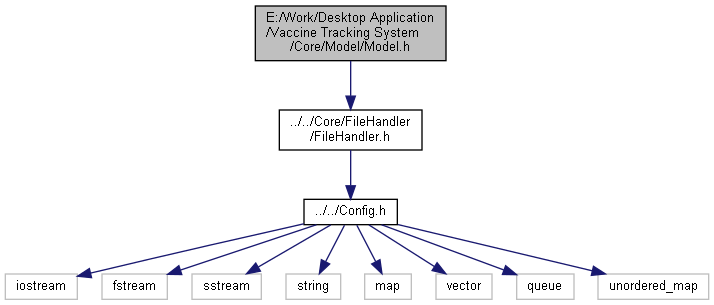 E:/Work/Desktop Application
/Vaccine Tracking System
/Core/Model/Model.h
../../Core/FileHandler
/FileHandler.h
../../Config.h
iostream
fstream
sstream
string
map
vector
queue
unordered_map